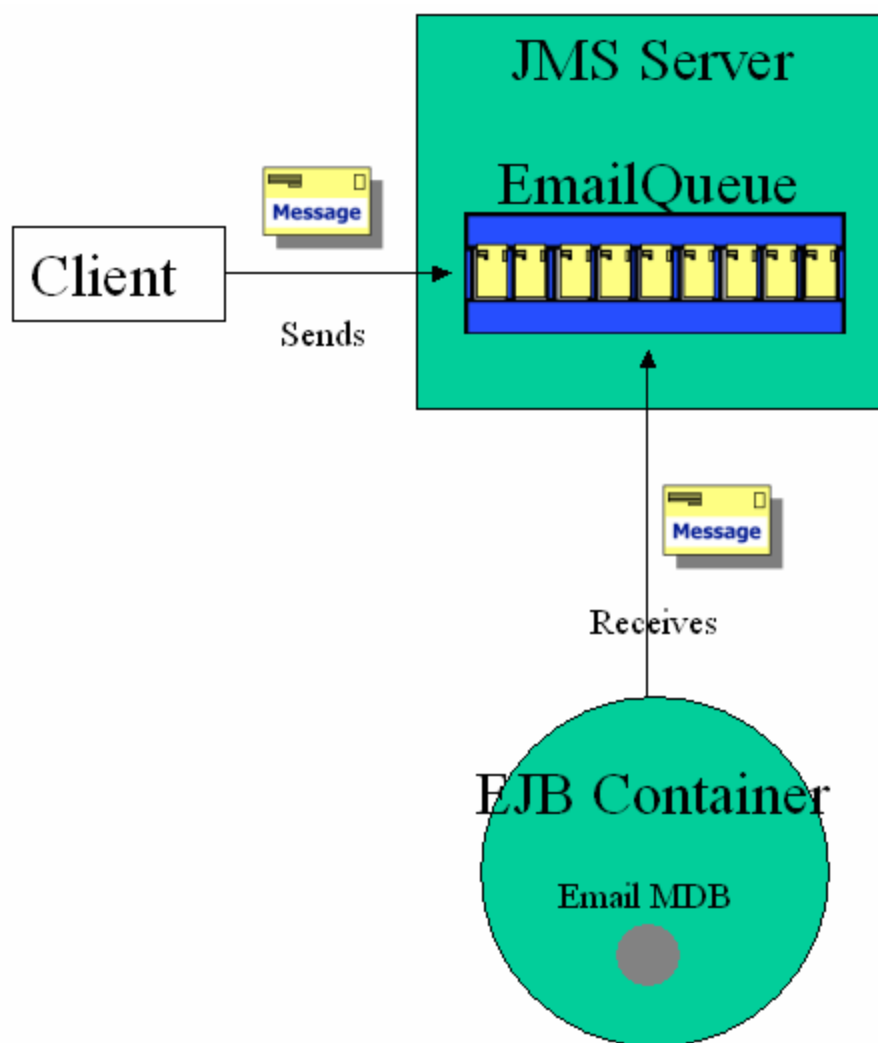 JMS Server
EmailQueue
Message
Client
Sends
Message
Receives
EJB Container
Email MDB